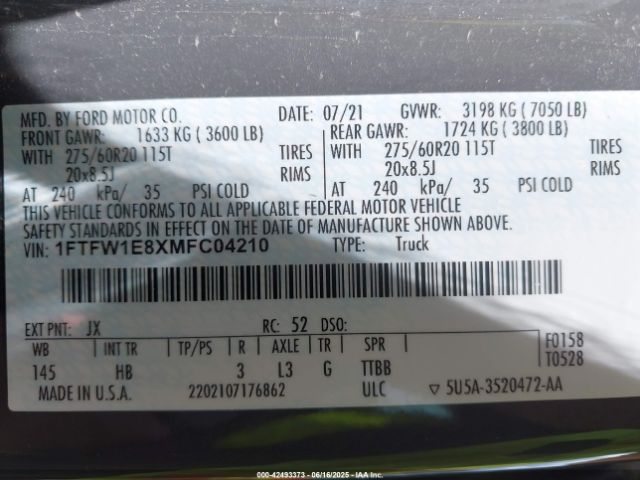 MFD. BY FORD MOTOR CO. DATE: 07/21 GVWR: 3198 KG ( 7050 LB)
FRONT GAWR: 1633 KG ( 3600 LB) REAR GAWR: 1724 KG ( 3800 LB)
WITH 275/60R20 115T TIRES WITH 275/60R20 115T TIRES
20x8.5J RIMS 20x8.5J RIMS
AT 240 kPa/ 35 PSI COLD AT 240 kPa/ 35 PSI COLD
THIS VEHICLE CONFORMS TO ALL APPLICABLE FEDERAL MOTOR VEHICLE
SAFETY STANDARDS IN EFFECT ON THE DATE OF MANUFACTURE SHOWN ABOVE.
VIN: 1FTFW1E8XMFC04210 TYPE: Truck
EXT PNT: JX RC: 52 DSO:
WB INT TR TP/PS R AXLE TR SPR F0158
145 HB 3 L3 G TTBB T0528
MADE IN U.S.A. 2202107176862 ULC ▽ 5U5A-3520472-AA
000-42493373 - 06/16/2025 - IAA Inc.